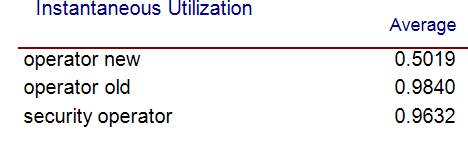 Instantaneous Utilization
Average
operator new 0.5019
operator old 0.9840
security operator 0.9632